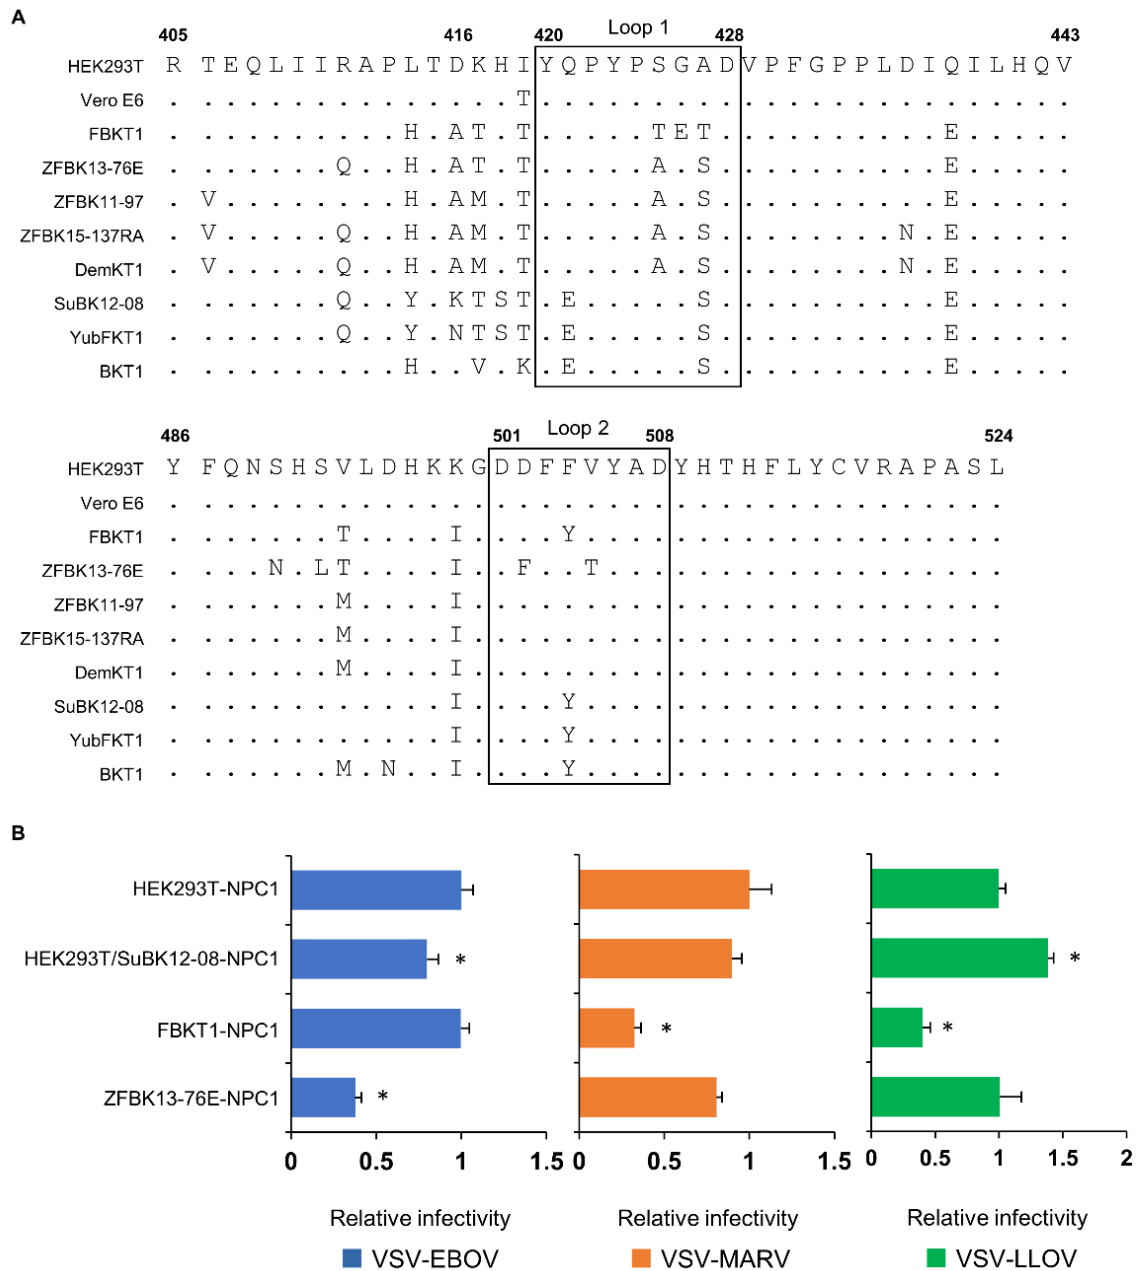 A
Loop 1
405 416 420 428 443
HEK293T R T E Q L I I R A P L T D K H I Y Q P Y P S G A D V P F G P P L D I Q I L H Q V
Vero E6 . . . . . . . . . . . . . . . T . . . . . . . . . . . . . . . . . . . . . . . .
FBKT1 . . . . . . . . . . H . A T . T . . . . . T E T . . . . . . . . . . E . . . . .
ZFBK13-76E . . . . . . . Q . . H . A T . T . . . . . A . S . . . . . . . . . . E . . . . .
ZFBK11-97 . V . . . . . . . . H . A M . T . . . . . A . S . . . . . . . . . . E . . . . .
ZFBK15-137RA . V . . . . . Q . . H . A M . T . . . . . A . S . . . . . . . . N . E . . . . .
DemKT1 . V . . . . . Q . . H . A M . T . . . . . A . S . . . . . . . . N . E . . . . .
SuBK12-08 . . . . . . . Q . . Y . K T S T . E . . . . . S . . . . . . . . . . E . . . . .
YubFKT1 . . . . . . . Q . . Y . N T S T . E . . . . . S . . . . . . . . . . E . . . . .
BKT1 . . . . . . . . . . H . . V . K . E . . . . . S . . . . . . . . . . E . . . . .
Loop 2
486 501 508 524
HEK293T Y F Q N S H S V L D H K K G D D F F V Y A D Y H T H F L Y C V R A P A S L
Vero E6 . . . . . . . . . . . . . . . . . . . . . . . . . . . . . . . . . . . . .
FBKT1 . . . . . . . T . . . . I . . . . Y . . . . . . . . . . . . . . . . . . .
ZFBK13-76E . . . . N . L T . . . . I . . F . . T . . . . . . . . . . . . . . . . . .
ZFBK11-97 . . . . . . . M . . . . I . . . . . . . . . . . . . . . . . . . . . . . .
ZFBK15-137RA . . . . . . . M . . . . I . . . . . . . . . . . . . . . . . . . . . . . .
DemKT1 . . . . . . . M . . . . I . . . . . . . . . . . . . . . . . . . . . . . .
SuBK12-08 . . . . . . . . . . . . I . . . . Y . . . . . . . . . . . . . . . . . . .
YubFKT1 . . . . . . . . . . . . I . . . . Y . . . . . . . . . . . . . . . . . . .
BKT1 . . . . . . . M . N . . I . . . . Y . . . . . . . . . . . . . . . . . . .
B
HEK293T-NPC1
HEK293T/SuBK12-08-NPC1 * *
FBKT1-NPC1 * *
ZFBK13-76E-NPC1 *
0 0.5 1 1.5 0 0.5 1 1.5 0 0.5 1 1.5 2
Relative infectivity Relative infectivity Relative infectivity
VSV-EBOV VSV-MARV VSV-LLOV